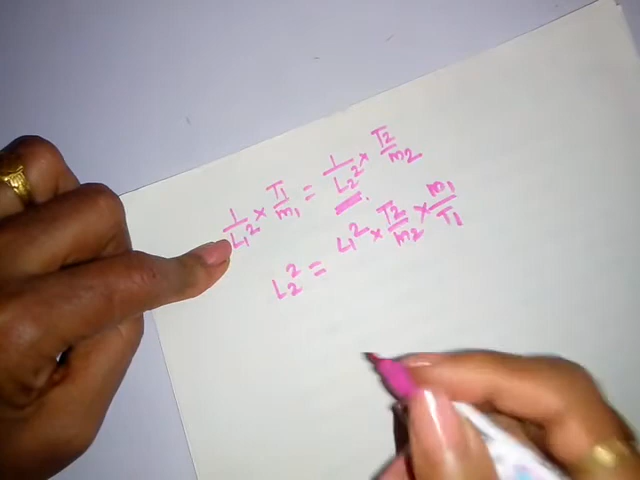 1/L₁² × T₁/m₁ = 1/L₂² × T₂/m₂.
L₂² = L₁² × T₂/m₂ × m₁/T₁